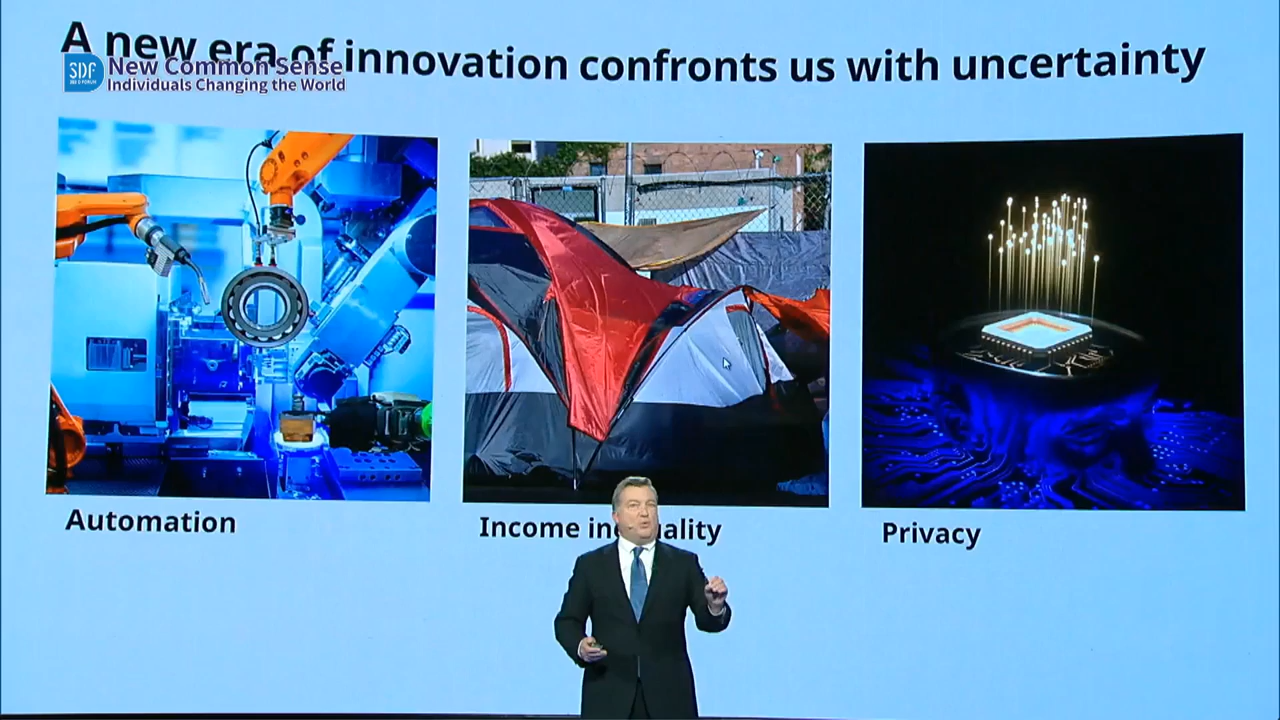 A new era of innovation confronts us with uncertainty
SDF
New Common Sense
Individuals Changing the World
Automation
Income inequality
Privacy